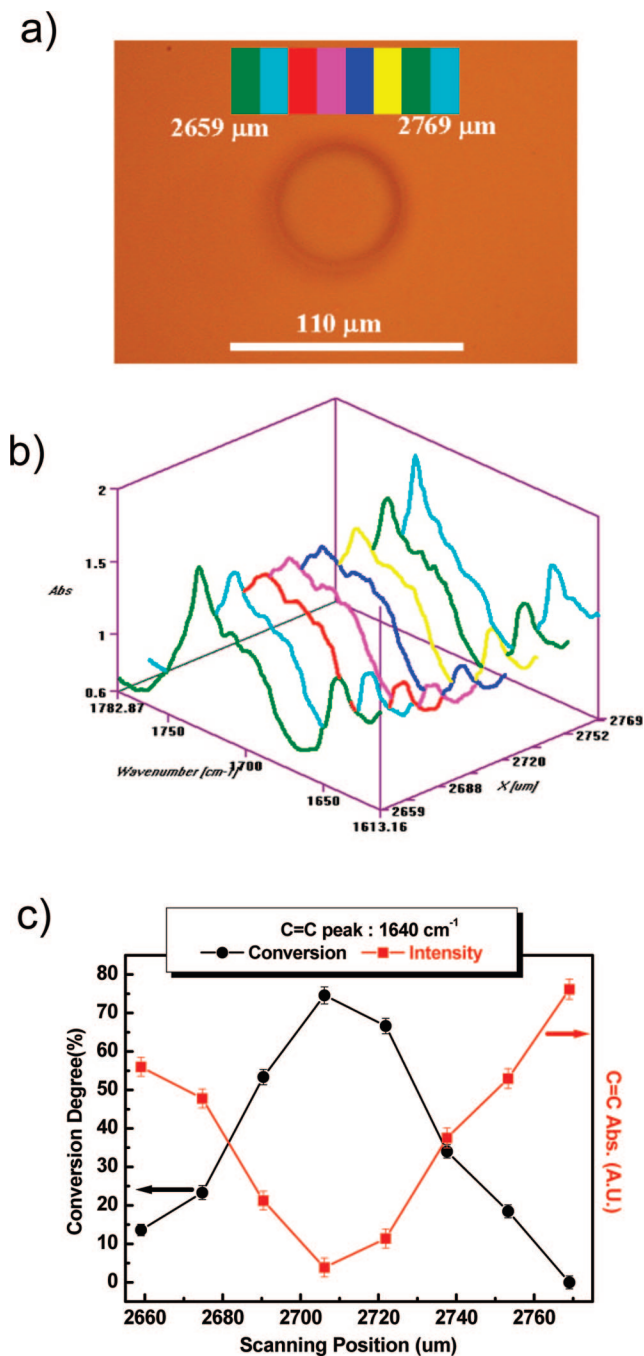 a)
2659 μm 2769 μm
110 μm
b)
2
1.5
Abs
1
0.6
1782.87
1750
Wavenumber [cm-1]
1700
1650
1613.16
2659
2688
X [um]
2720
2752
2769
c)
C=C peak : 1640 cm-1
Conversion Intensity
Conversion Degree(%)
80
70
60
50
40
30
20
10
0
C=C Abs. (A.U.)
2660 2680 2700 2720 2740 2760
Scanning Position (um)